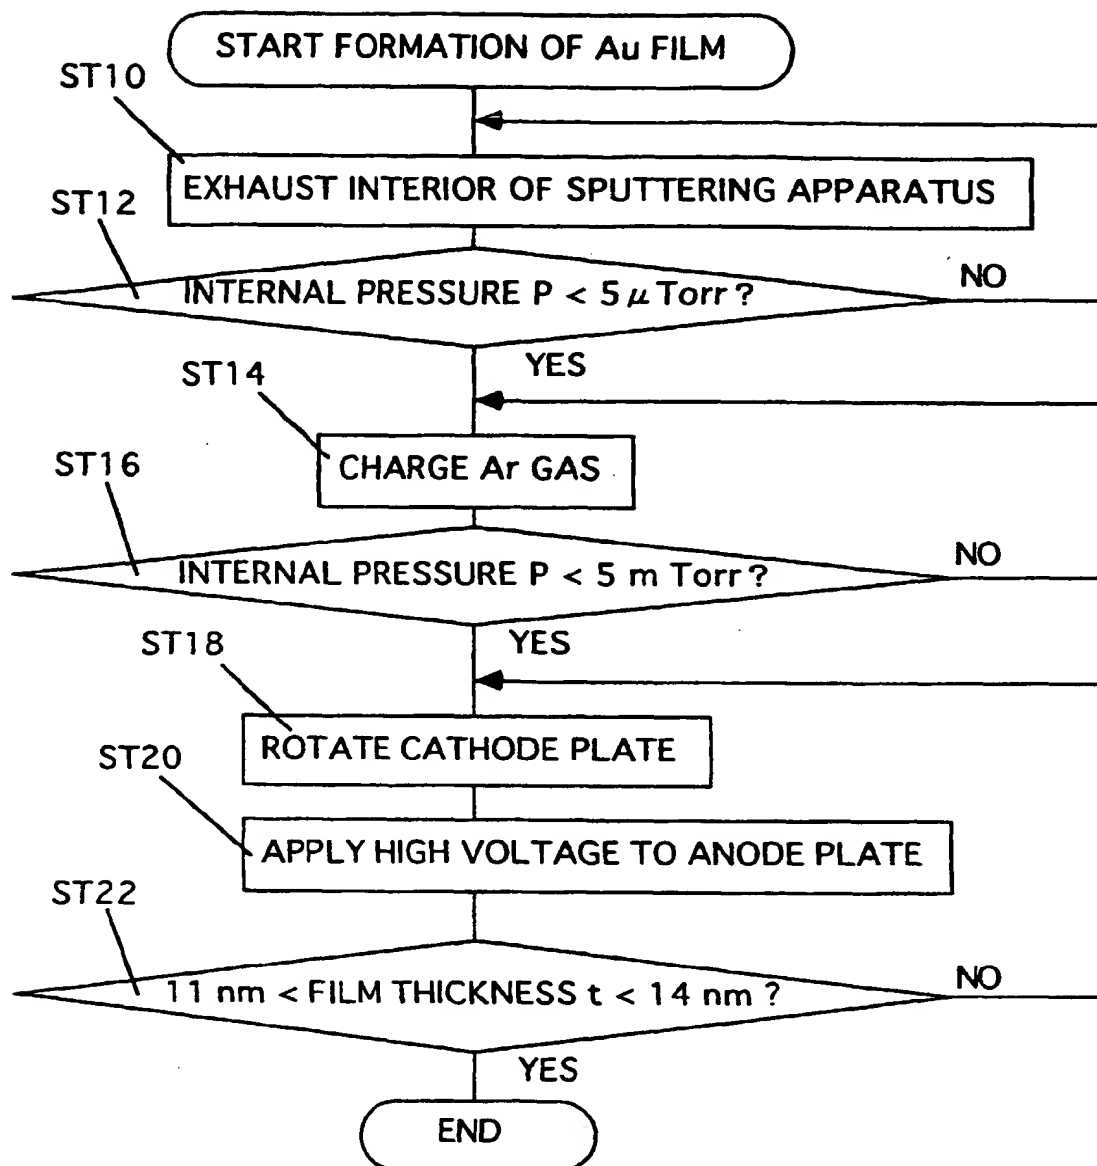 START FORMATION OF Au FILM
ST10
EXHAUST INTERIOR OF SPUTTERING APPARATUS
ST12
INTERNAL PRESSURE P < 5 μ Torr ?
NO
YES
ST14
CHARGE Ar GAS
ST16
INTERNAL PRESSURE P < 5 m Torr ?
NO
YES
ST18
ROTATE CATHODE PLATE
ST20
APPLY HIGH VOLTAGE TO ANODE PLATE
ST22
11 nm < FILM THICKNESS t < 14 nm ?
NO
YES
END